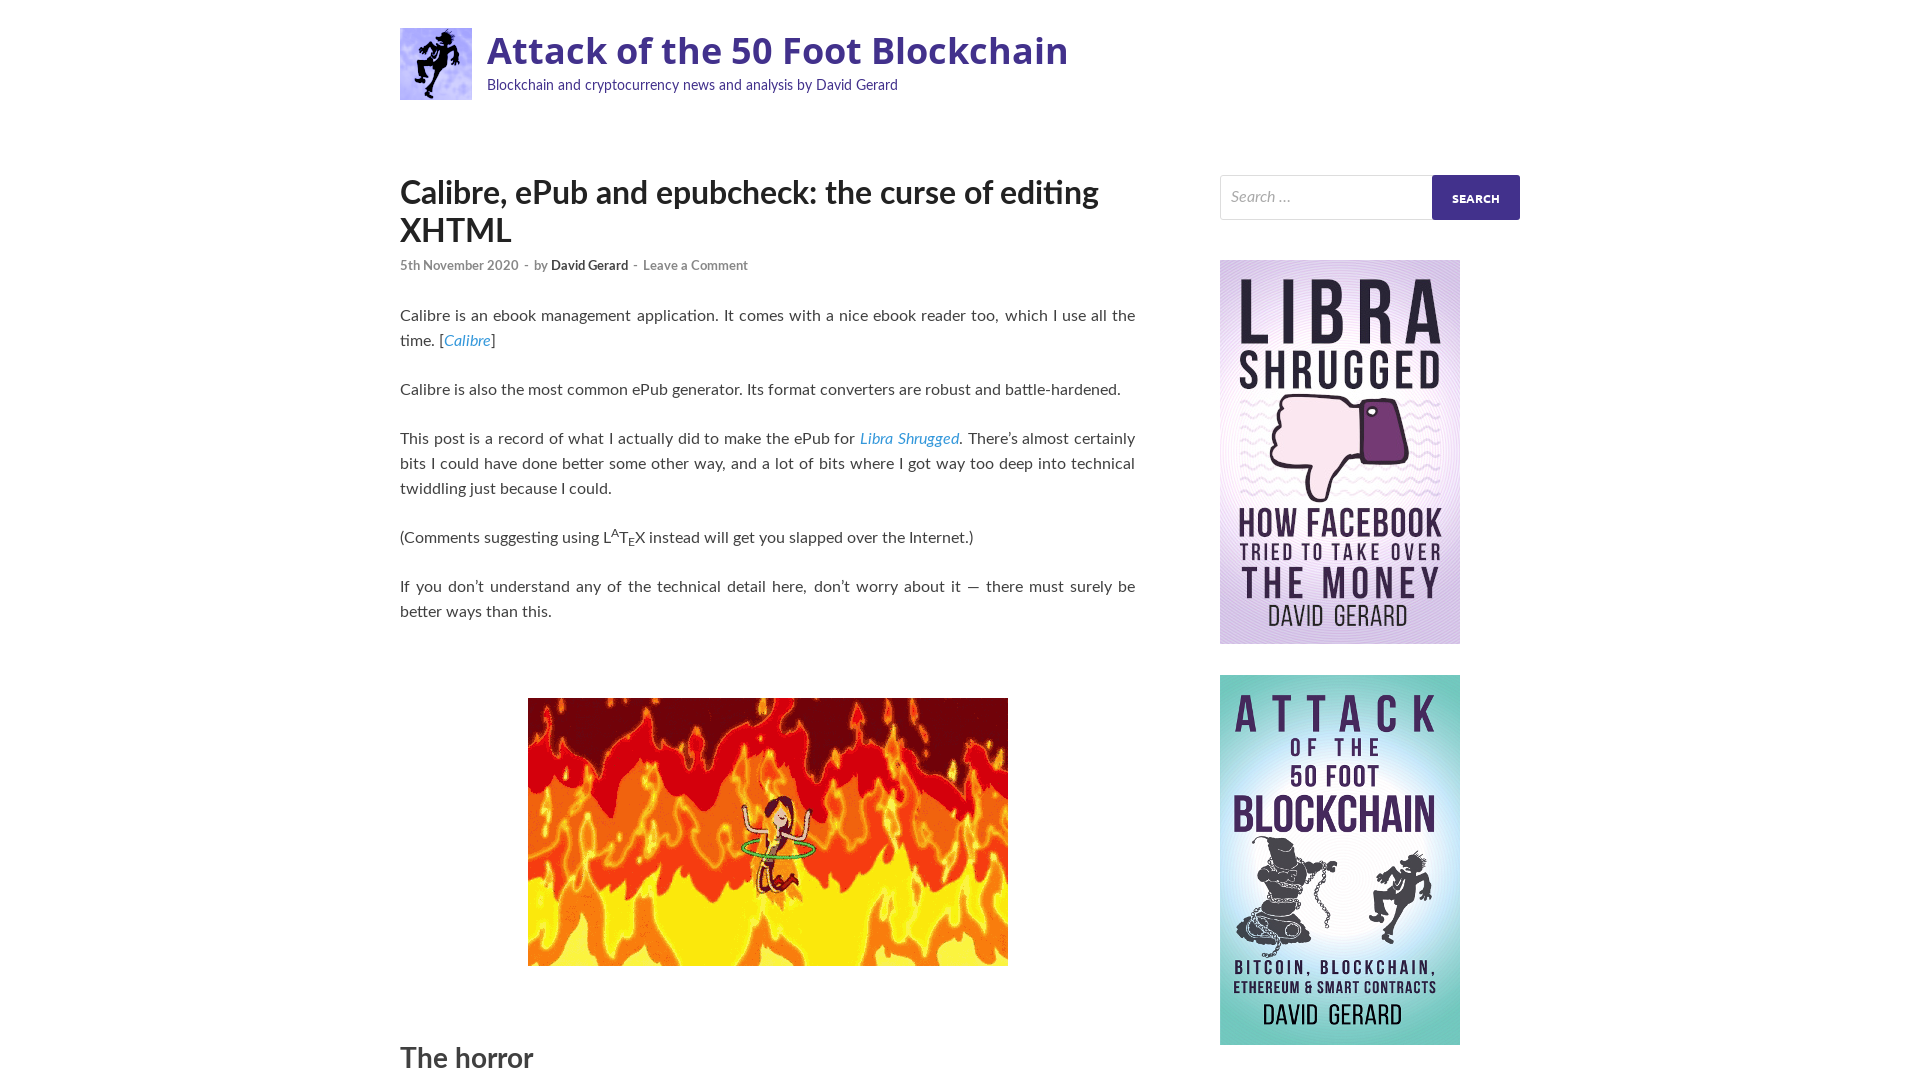 Attack of the 50 Foot Blockchain
Blockchain and cryptocurrency news and analysis by David Gerard
Calibre, ePub and epubcheck: the curse of editing
XHTML
5th November 2020 - by David Gerard - Leave a Comment
Calibre is an ebook management application. It comes with a nice ebook reader too, which I use all the
time. [Calibre]
Calibre is also the most common ePub generator. Its format converters are robust and battle-hardened.
This post is a record of what I actually did to make the ePub for Libra Shrugged. There’s almost certainly
bits I could have done better some other way, and a lot of bits where I got way too deep into technical
twiddling just because I could.
(Comments suggesting using LATEX instead will get you slapped over the Internet.)
If you don’t understand any of the technical detail here, don’t worry about it — there must surely be
better ways than this.
The horror
Search …
SEARCH
LIBRA
SHRUGGED
HOW FACEBOOK
TRIED TO TAKE OVER
THE MONEY
DAVID GERARD
ATTACK
OF THE
50 FOOT
BLOCKCHAIN
BITCOIN, BLOCKCHAIN,
ETHEREUM & SMART CONTRACTS
DAVID GERARD